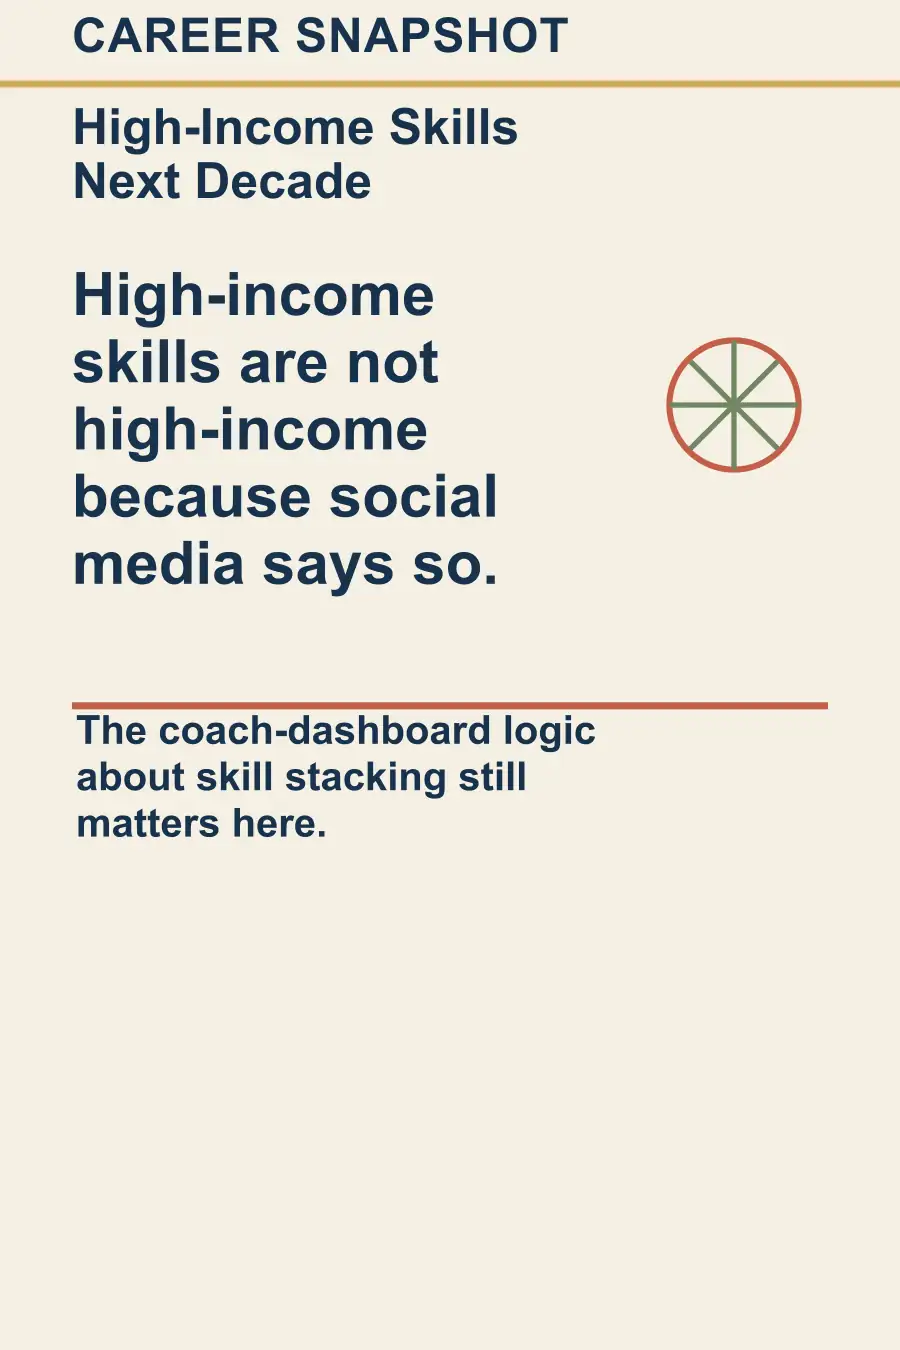 CAREER SNAPSHOT
High-Income Skills
Next Decade
High-income
skills are not
high-income
because social
media says so.
The coach-dashboard logic
about skill stacking still
matters here.